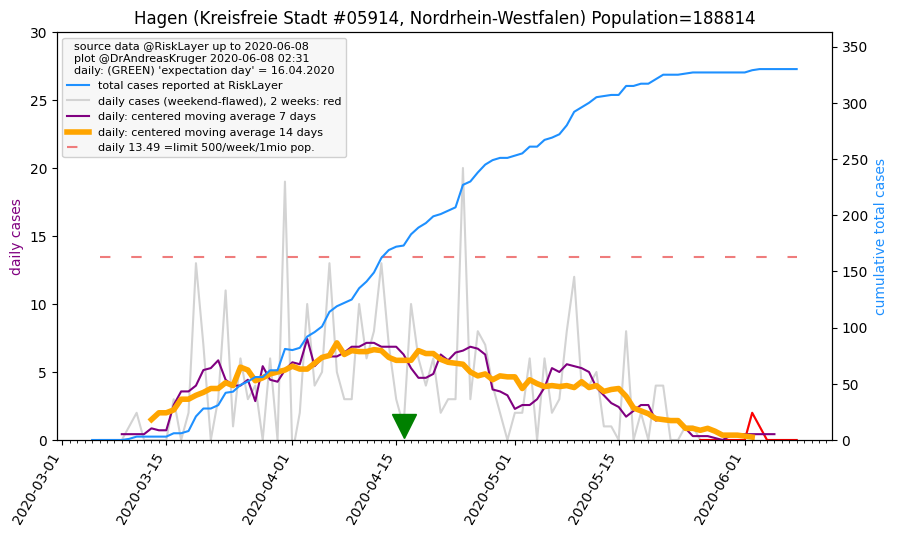 Hagen (Kreisfreie Stadt #05914, Nordrhein-Westfalen) Population=188814
source data @RiskLayer up to 2020-06-08
plot @DrAndreasKruger 2020-06-08 02:31
daily: (GREEN) 'expectation day' = 16.04.2020
total cases reported at RiskLayer
daily cases (weekend-flawed), 2 weeks: red
daily: centered moving average 7 days
daily: centered moving average 14 days
daily 13.49 =limit 500/week/1mio pop.
daily cases
30
25
20
15
10
5
0
cumulative total cases
350
300
250
200
150
100
50
0
2020-03-01
2020-03-15
2020-04-01
2020-04-15
2020-05-01
2020-05-15
2020-06-01